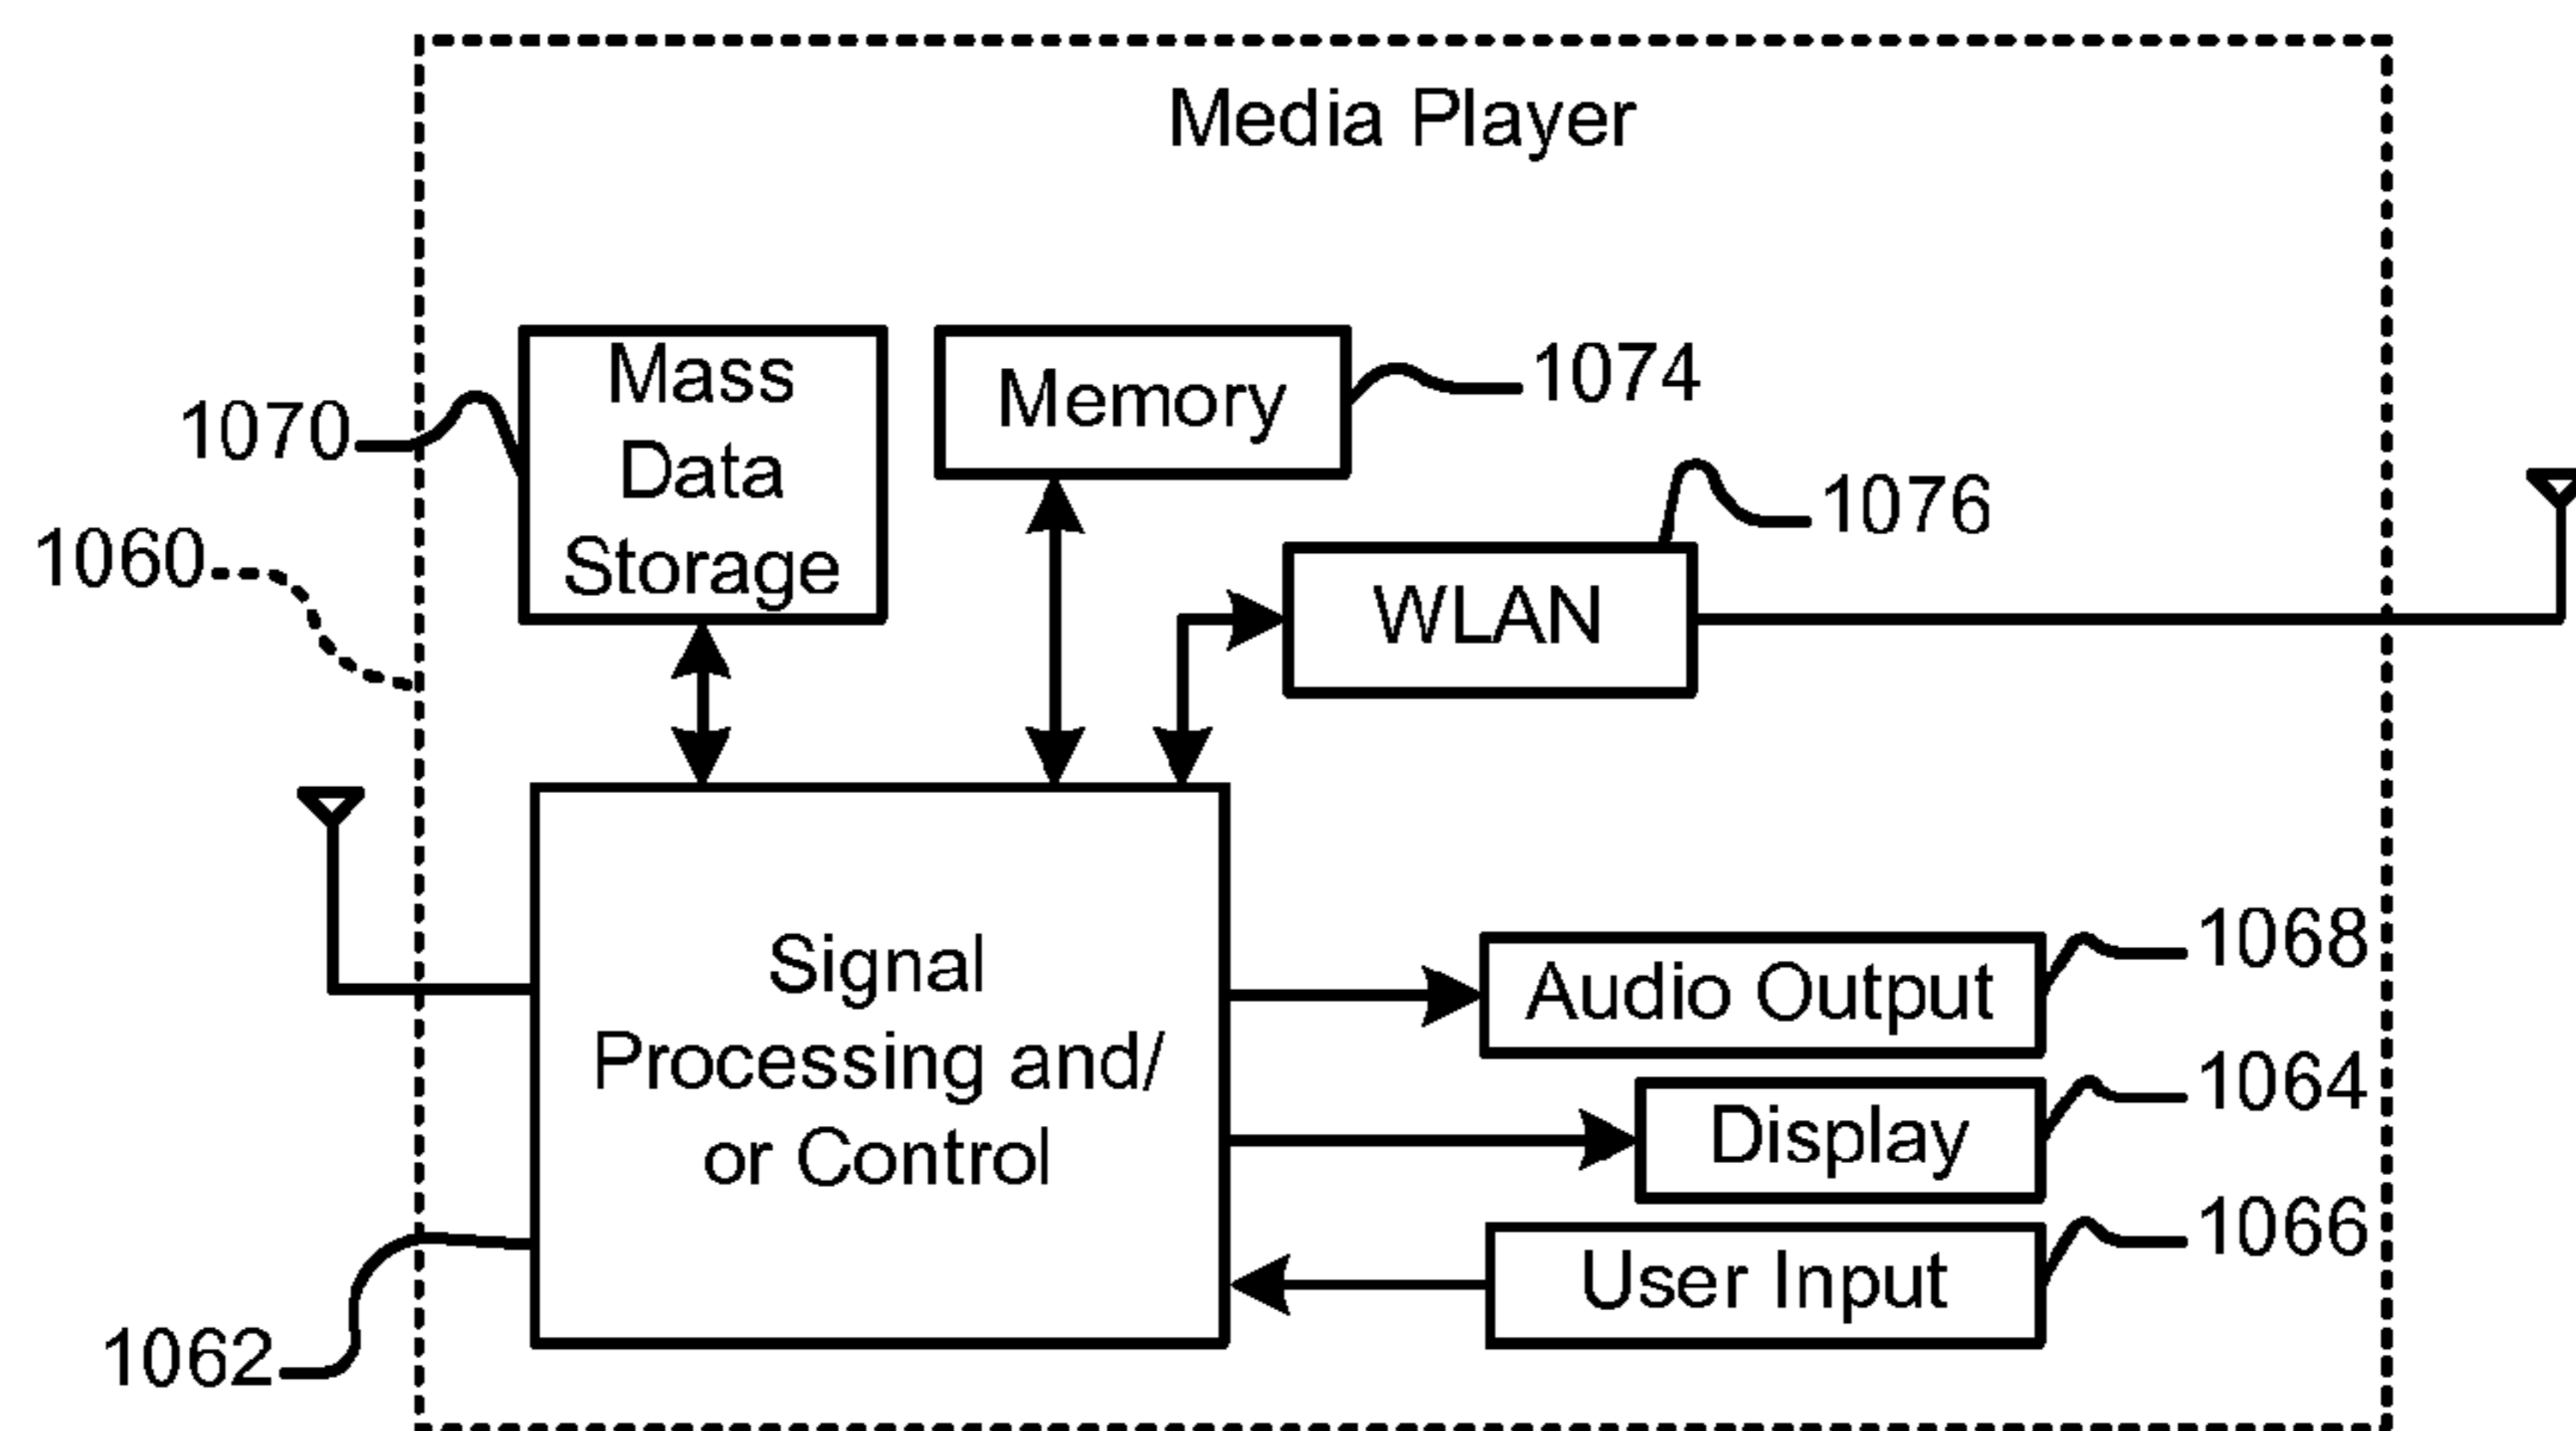 Media Player
Mass
Data
Storage
Memory
1074
1070
1076
1060
WLAN
Signal
Processing and/
or Control
1068
Audio Output
1064
Display
1066
User Input
1062